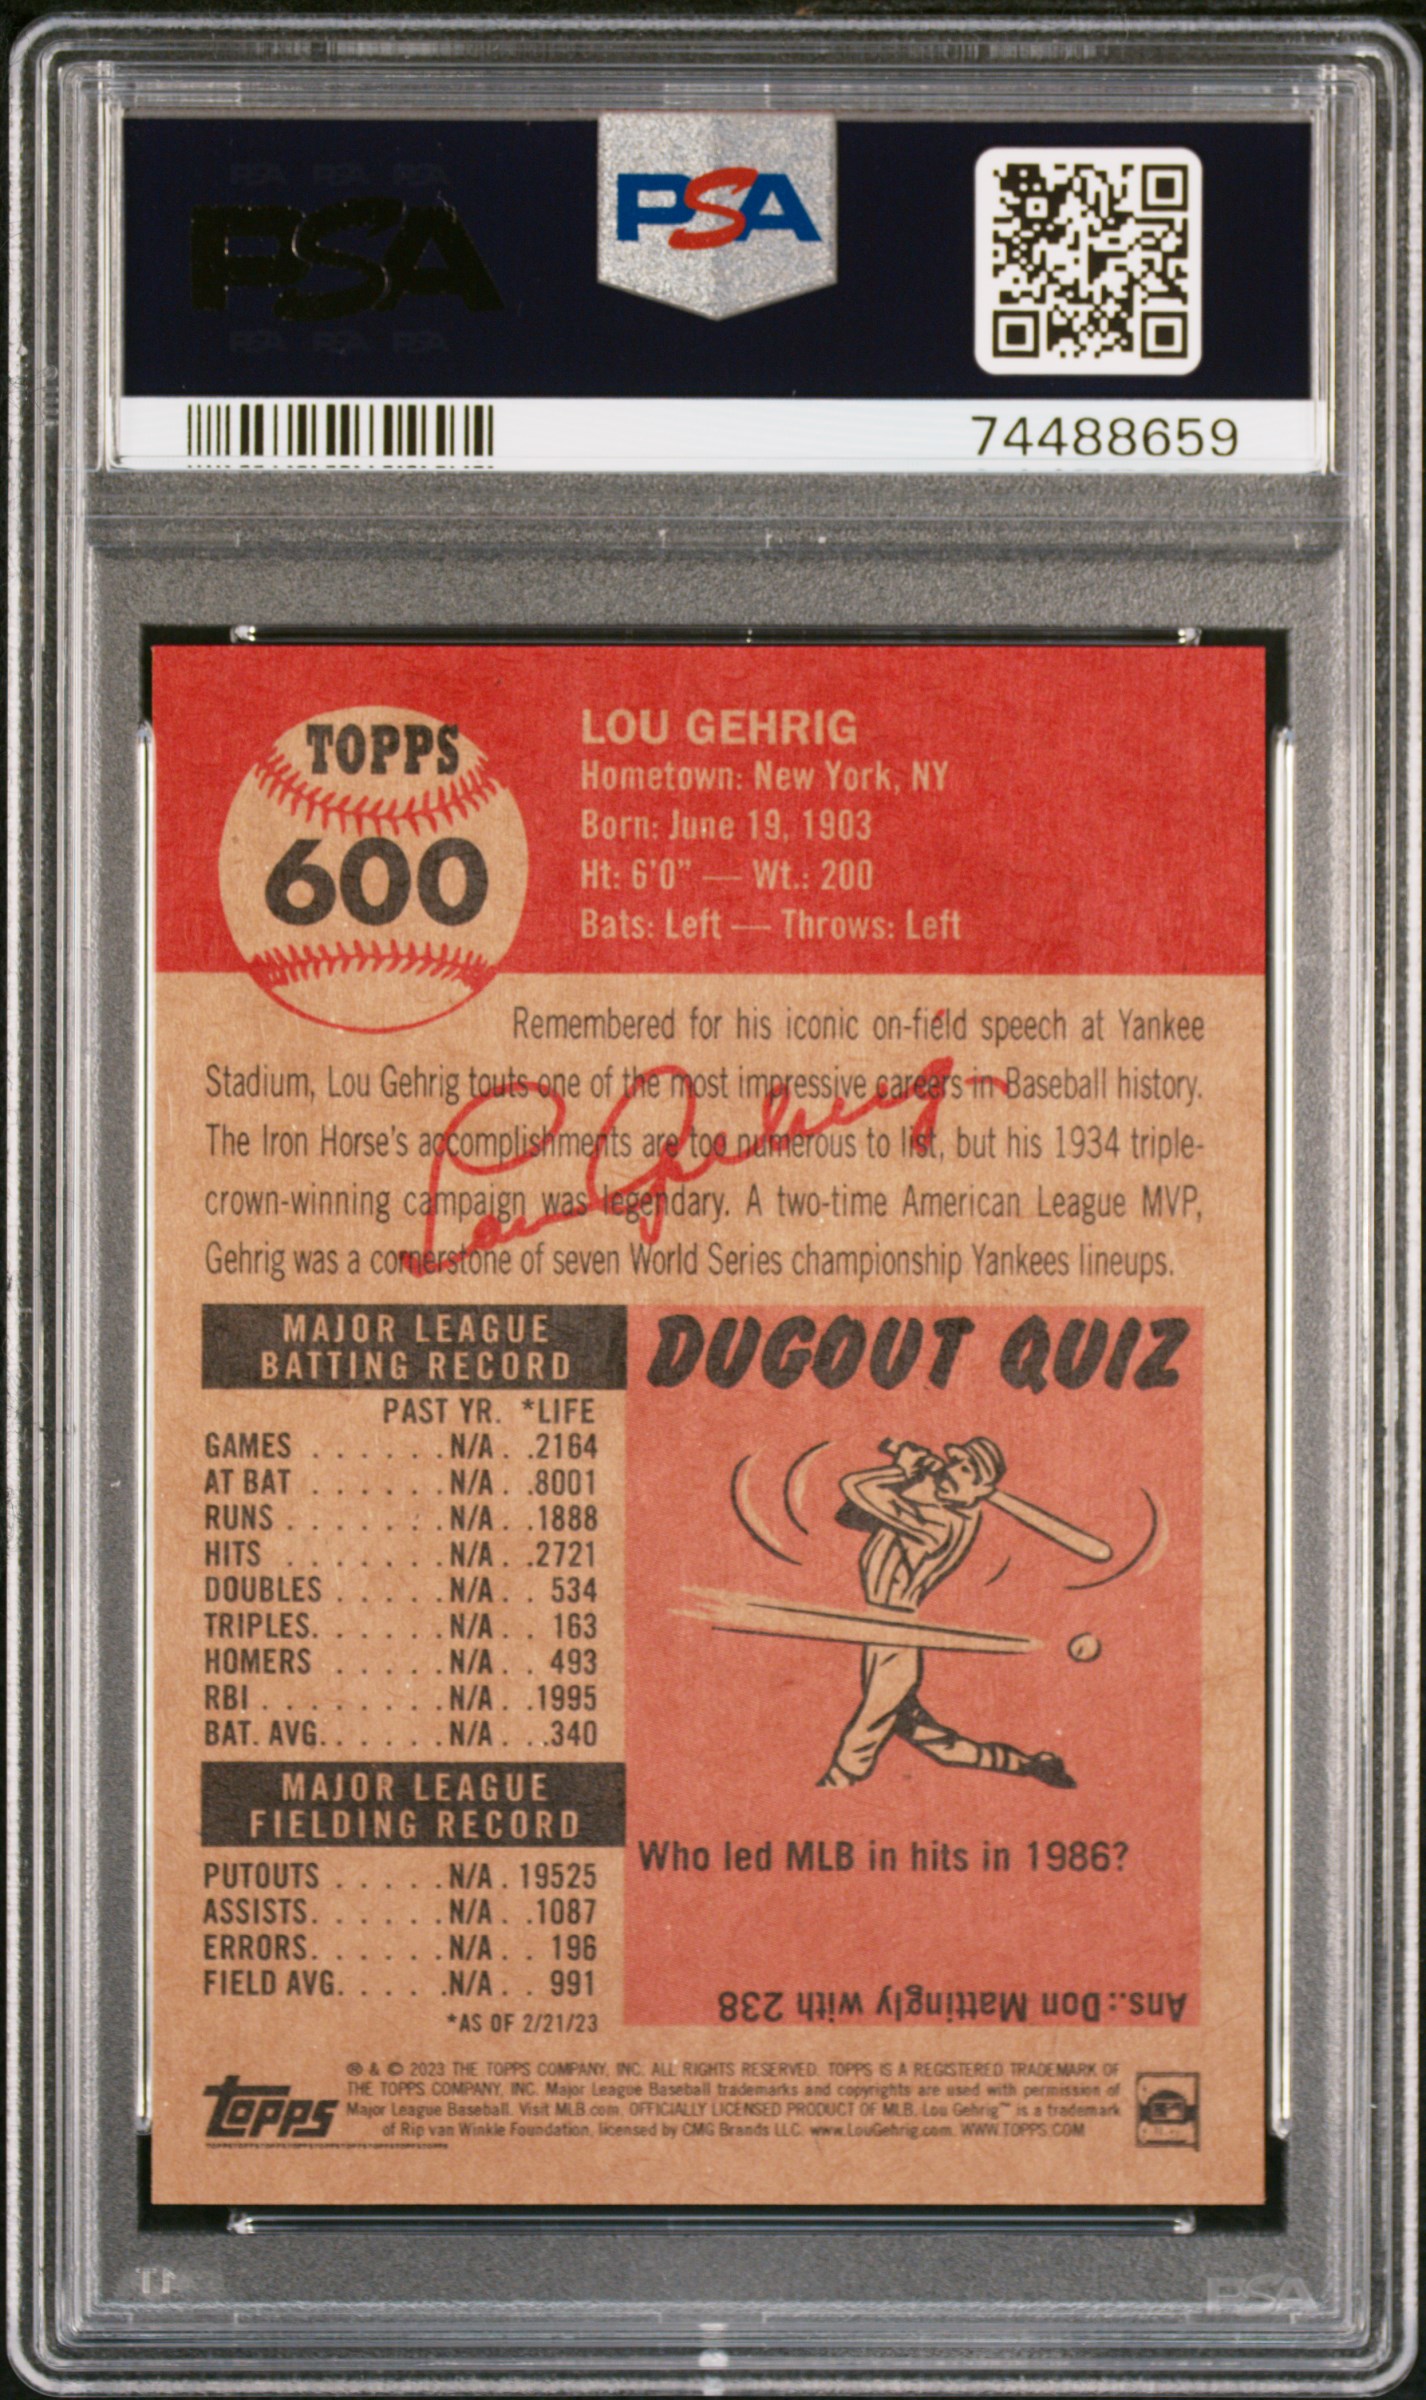 PSA PSA PSA
PSA
PSA PSA PSA
PSA
74488659
TOPPS
600
LOU GEHRIG
Hometown: New York, NY
Born: June 19, 1903
Ht: 6'0" — Wt.: 200
Bats: Left — Throws: Left
Remembered for his iconic on-field speech at Yankee
Stadium, Lou Gehrig touts one of the most impressive careers in Baseball history.
The Iron Horse's accomplishments are too numerous to list, but his 1934 triple-
crown-winning campaign was legendary. A two-time American League MVP,
Gehrig was a cornerstone of seven World Series championship Yankees lineups.
Lou Gehrig
MAJOR LEAGUE
BATTING RECORD
PAST YR. *LIFE
GAMES . . . . . . N/A . .2164
AT BAT . . . . . . N/A . .8001
RUNS . . . . . . . N/A . .1888
HITS . . . . . . . N/A . .2721
DOUBLES . . . . . N/A . . 534
TRIPLES. . . . . . N/A . . 163
HOMERS . . . . . N/A . . 493
RBI . . . . . . . . N/A . .1995
BAT. AVG. . . . . . N/A . . .340
MAJOR LEAGUE
FIELDING RECORD
PUTOUTS . . . . . N/A . 19525
ASSISTS. . . . . . N/A . .1087
ERRORS. . . . . . N/A . . 196
FIELD AVG. . . . . N/A . . 991
*AS OF 2/21/23
DUGOUT QUIZ
Who led MLB in hits in 1986?
Ans.: Don Mattingly with 238
Topps
® & © 2023 THE TOPPS COMPANY, INC. ALL RIGHTS RESERVED. TOPPS IS A REGISTERED TRADEMARK OF
THE TOPPS COMPANY, INC. Major League Baseball trademarks and copyrights are used with permission of
Major League Baseball. Visit MLB.com. OFFICIALLY LICENSED PRODUCT OF MLB. Lou Gehrig™ is a trademark
of Rip van Winkle Foundation, licensed by CMG Brands LLC. www.LouGehrig.com. WWW.TOPPS.COM
PSA